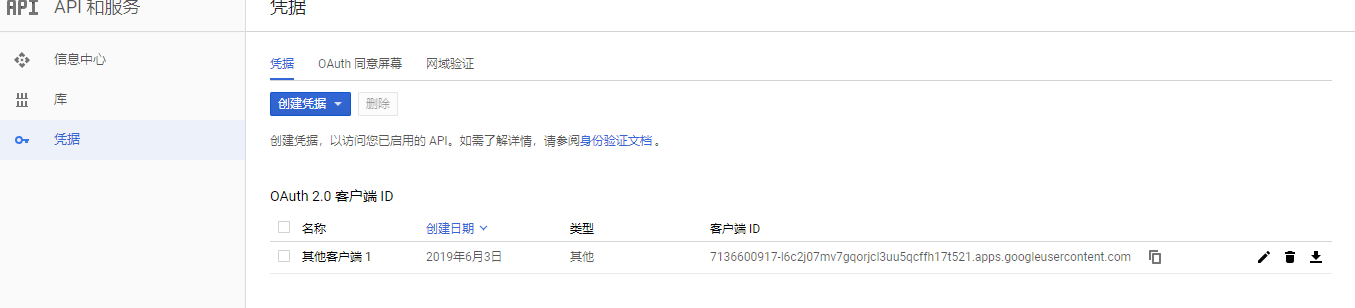 API API 和服务
凭据
信息中心
库
凭据
凭据 OAuth 同意屏幕 网域验证
创建凭据 删除
创建凭据，以访问您已启用的 API。如需了解详情，请参阅身份验证文档。
OAuth 2.0 客户端 ID
名称 创建日期 类型 客户端 ID
其他客户端 1 2019年6月3日 其他 7136600917-l6c2j07mv7gqorjcl3uu5qcffh17t521.apps.googleusercontent.com